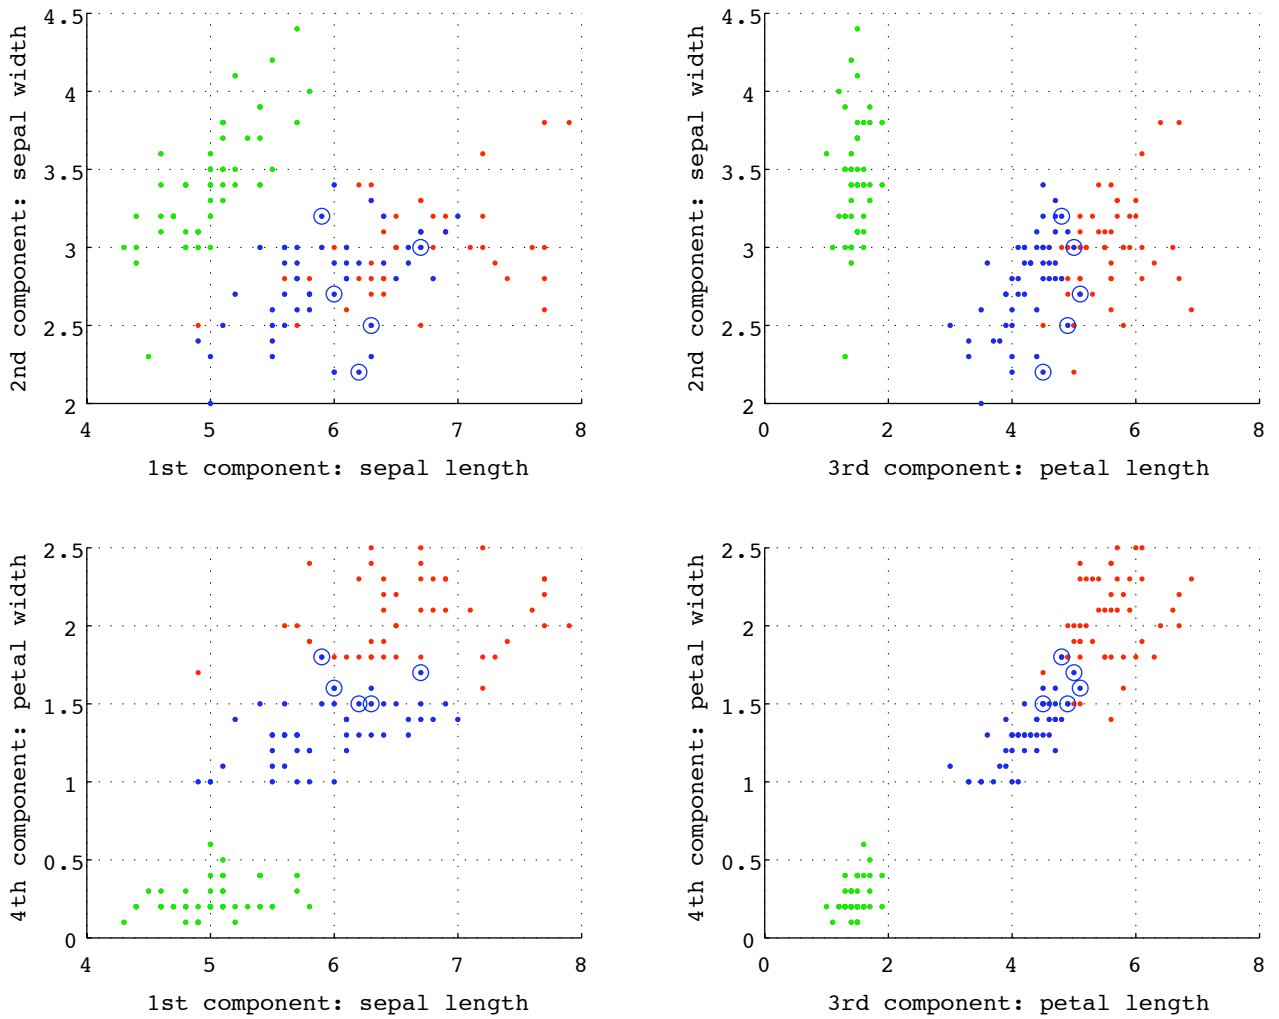 4.5
4
3.5
3
2.5
2
2nd component: sepal width
4 5 6 7 8
1st component: sepal length
4.5
4
3.5
3
2.5
2
2nd component: sepal width
0 2 4 6 8
3rd component: petal length
2.5
2
1.5
1
0.5
0
4th component: petal width
4 5 6 7 8
1st component: sepal length
2.5
2
1.5
1
0.5
0
4th component: petal width
0 2 4 6 8
3rd component: petal length